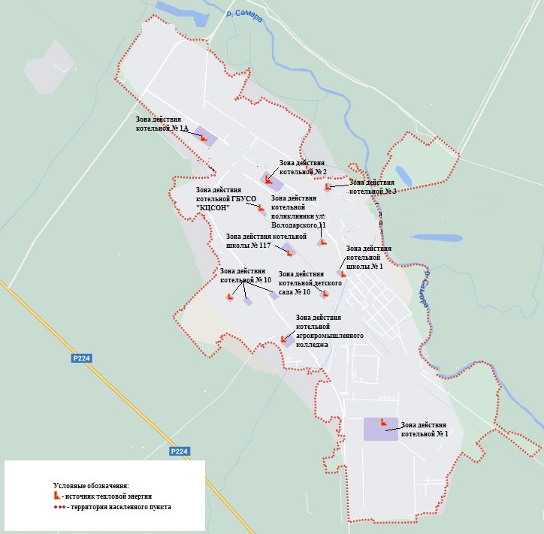 р. Самара
Зона действия
котельной № 1А
Зона действия
котельной № 2
Зона действия
котельной № 3
Зона действия
котельной ГБУСО
"КЦСОН"
Зона действия
котельной
поликлиники ул.
Володарского,11
Зона действия котельной
школы № 117
Зона действия
котельной
школы № 1
Зона действия
котельной № 10
Зона действия
котельной детского
сада № 10
р. Самара
Зона действия
котельной
агропромышленного
колледжа
Р224
Зона действия
котельной № 1
Р224
Условные обозначения:
- источник тепловой энергии
- территория населенного пункта